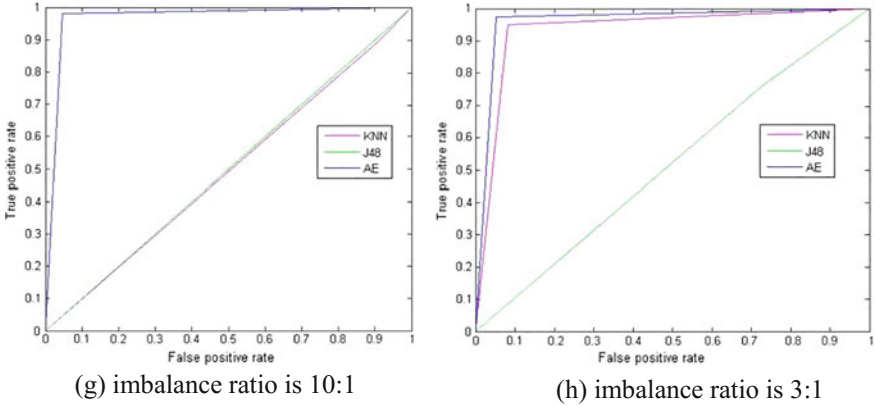 1
0.9
0.8
0.7
0.6
0.5
0.4
0.3
0.2
0.1
0
True positive rate
KNN
J48
AE
0 0.1 0.2 0.3 0.4 0.5 0.6 0.7 0.8 0.9 1
False positive rate
(g) imbalance ratio is 10:1
1
0.9
0.8
0.7
0.6
0.5
0.4
0.3
0.2
0.1
0
True positive rate
KNN
J48
AE
0 0.1 0.2 0.3 0.4 0.5 0.6 0.7 0.8 0.9 1
False positive rate
(h) imbalance ratio is 3:1